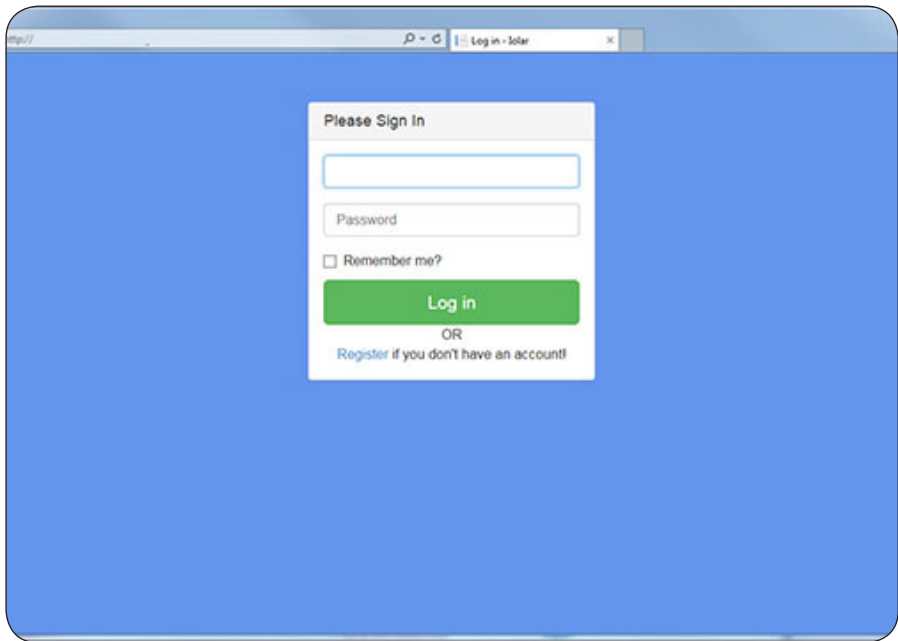 http://
Log in - Iolar
Please Sign In
Password
Remember me?
Log in
OR
Register if you don't have an account!